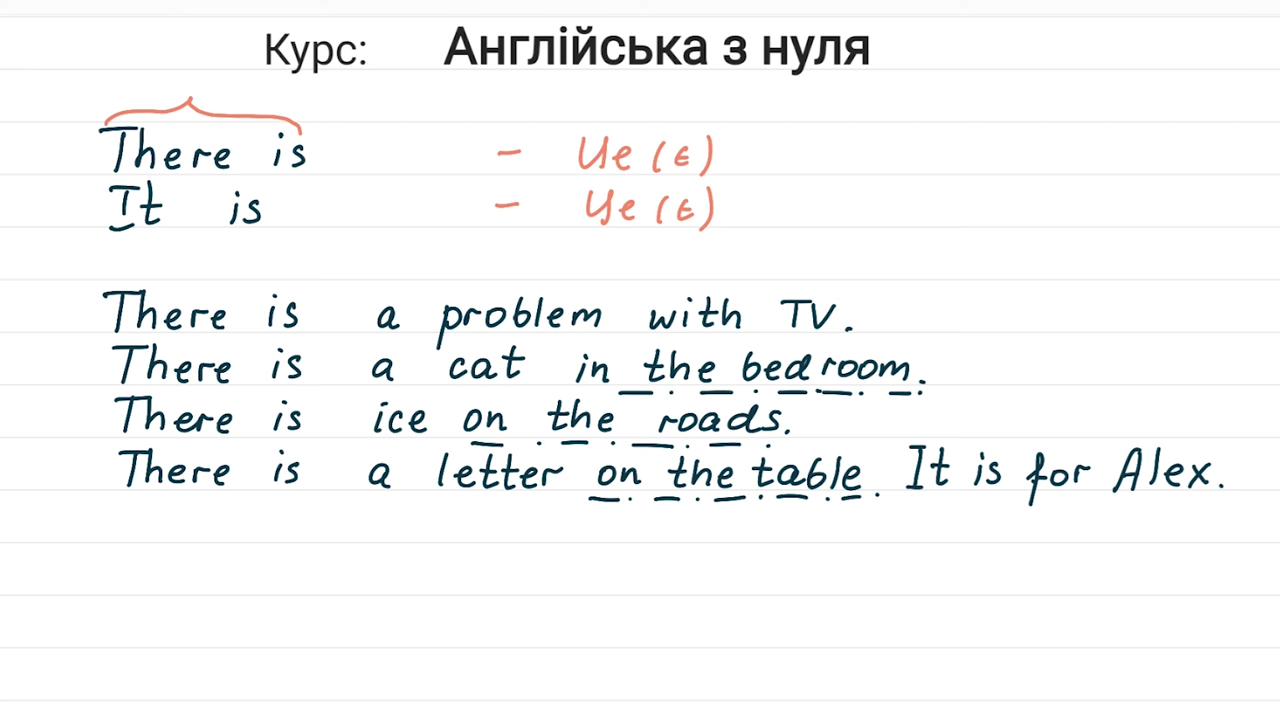 Курс: Англійська з нуля
There is - Це (є)
It is - Це (є)
There is a problem with TV.
There is a cat in the bedroom.
There is ice on the roads.
There is a letter on the table. It is for Alex.